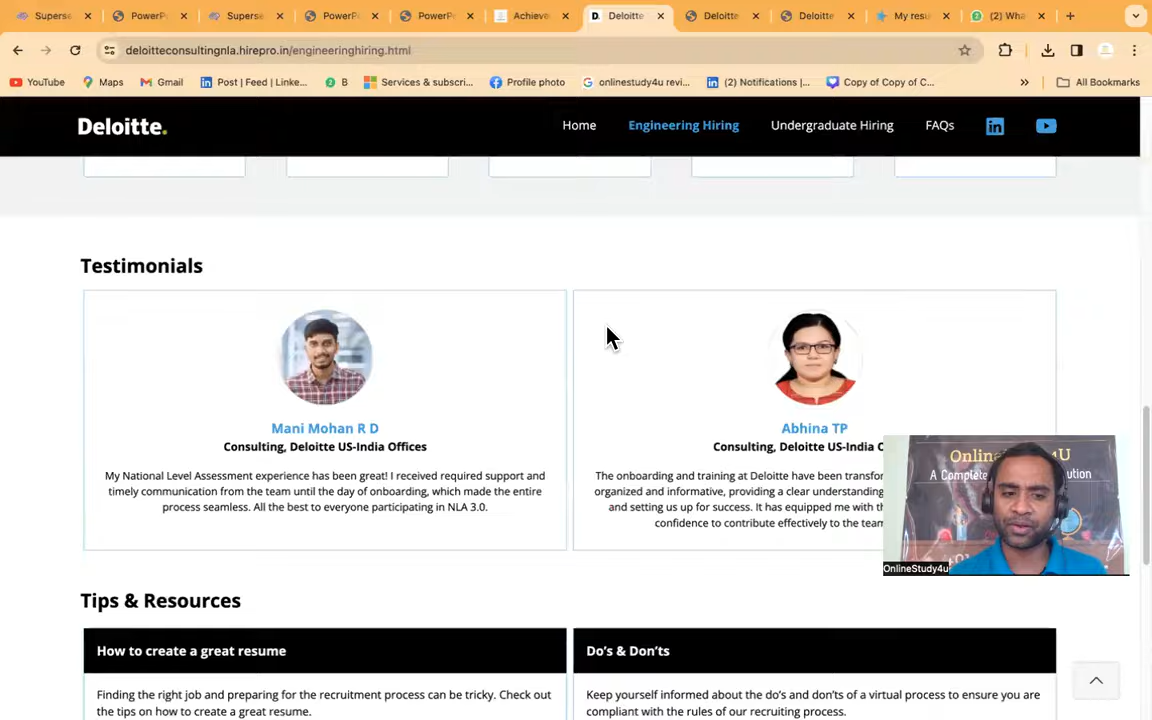 Supers
PowerP
Supers
PowerP
PowerP
Achieve
Deloitte
Deloitte
Deloitte
My resu
(2) Wha
deloitteconsultingnla.hirepro.in/engineeringhiring.html
YouTube
Maps
Gmail
Post | Feed | Linke...
B
Services & subscri...
Profile photo
onlinestudy4u revi...
(2) Notifications |...
Copy of Copy of C...
»
All Bookmarks
Deloitte.
Home
Engineering Hiring
Undergraduate Hiring
FAQs
Testimonials
Mani Mohan R D
Consulting, Deloitte US-India Offices
My National Level Assessment experience has been great! I received required support and
timely communication from the team until the day of onboarding, which made the entire
process seamless. All the best to everyone participating in NLA 3.0.
Abhina TP
Consulting, Deloitte US-India O
The onboarding and training at Deloitte have been transfor
organized and informative, providing a clear understanding
and setting us up for success. It has equipped me with th
confidence to contribute effectively to the team
Onlin 4U
A Complete ution
OnlineStudy4u
Tips & Resources
How to create a great resume
Finding the right job and preparing for the recruitment process can be tricky. Check out
the tips on how to create a great resume.
Do's & Don'ts
Keep yourself informed about the do's and don'ts of a virtual process to ensure you are
compliant with the rules of our recruiting process.